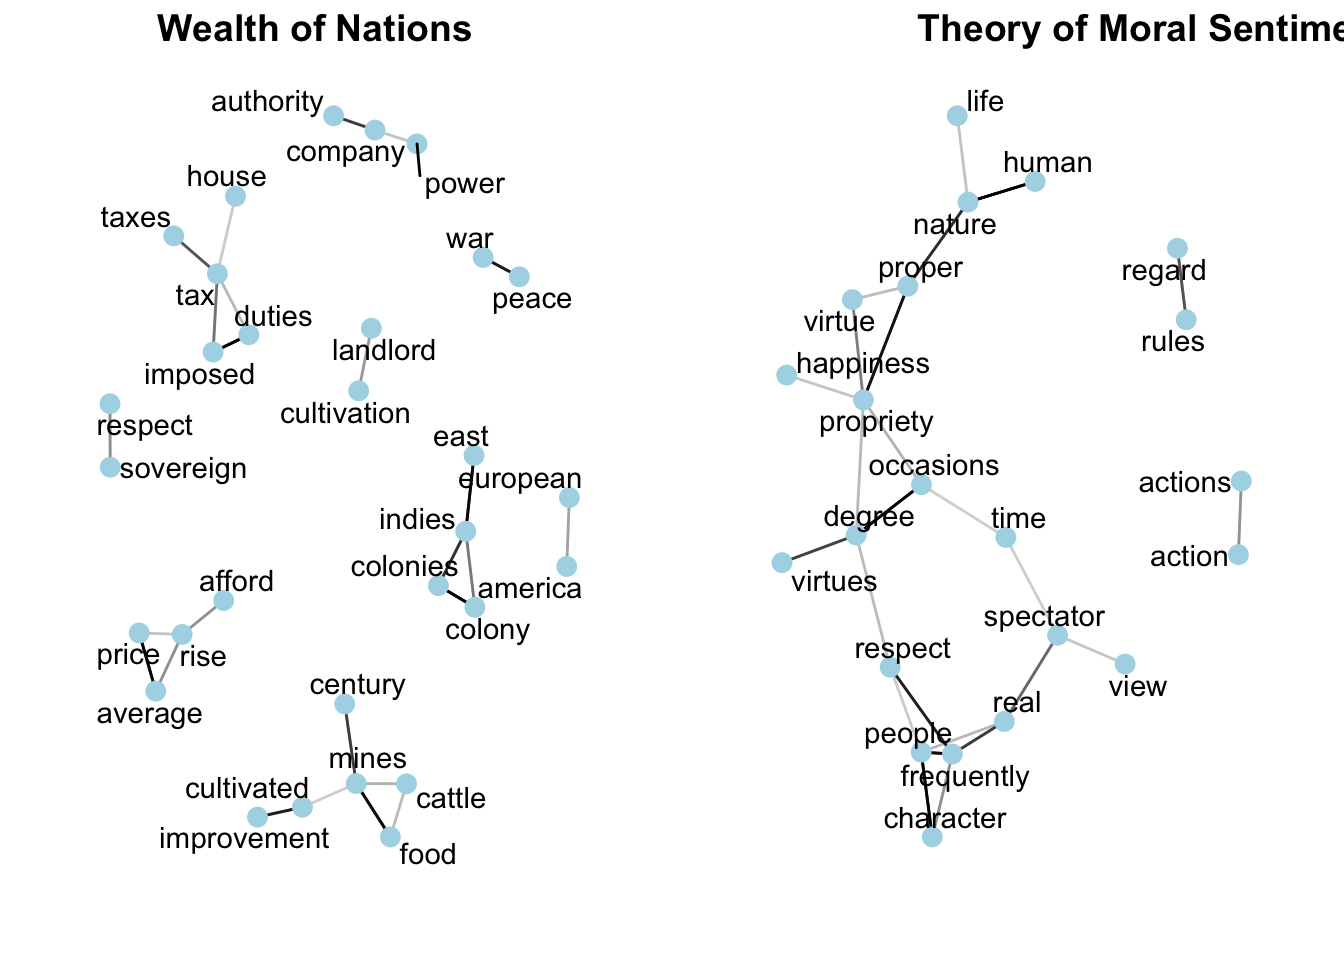 Wealth of Nations
authority
company
power
house
taxes
tax
duties
imposed
war
peace
landlord
cultivation
respect
sovereign
east
european
indies
colonies
america
colony
afford
price
rise
average
century
mines
cultivated
cattle
improvement
food
Theory of Moral Sentime
life
human
nature
proper
virtue
regard
rules
happiness
propriety
occasions
degree
time
virtues
actions
action
spectator
respect
view
real
people
frequently
character